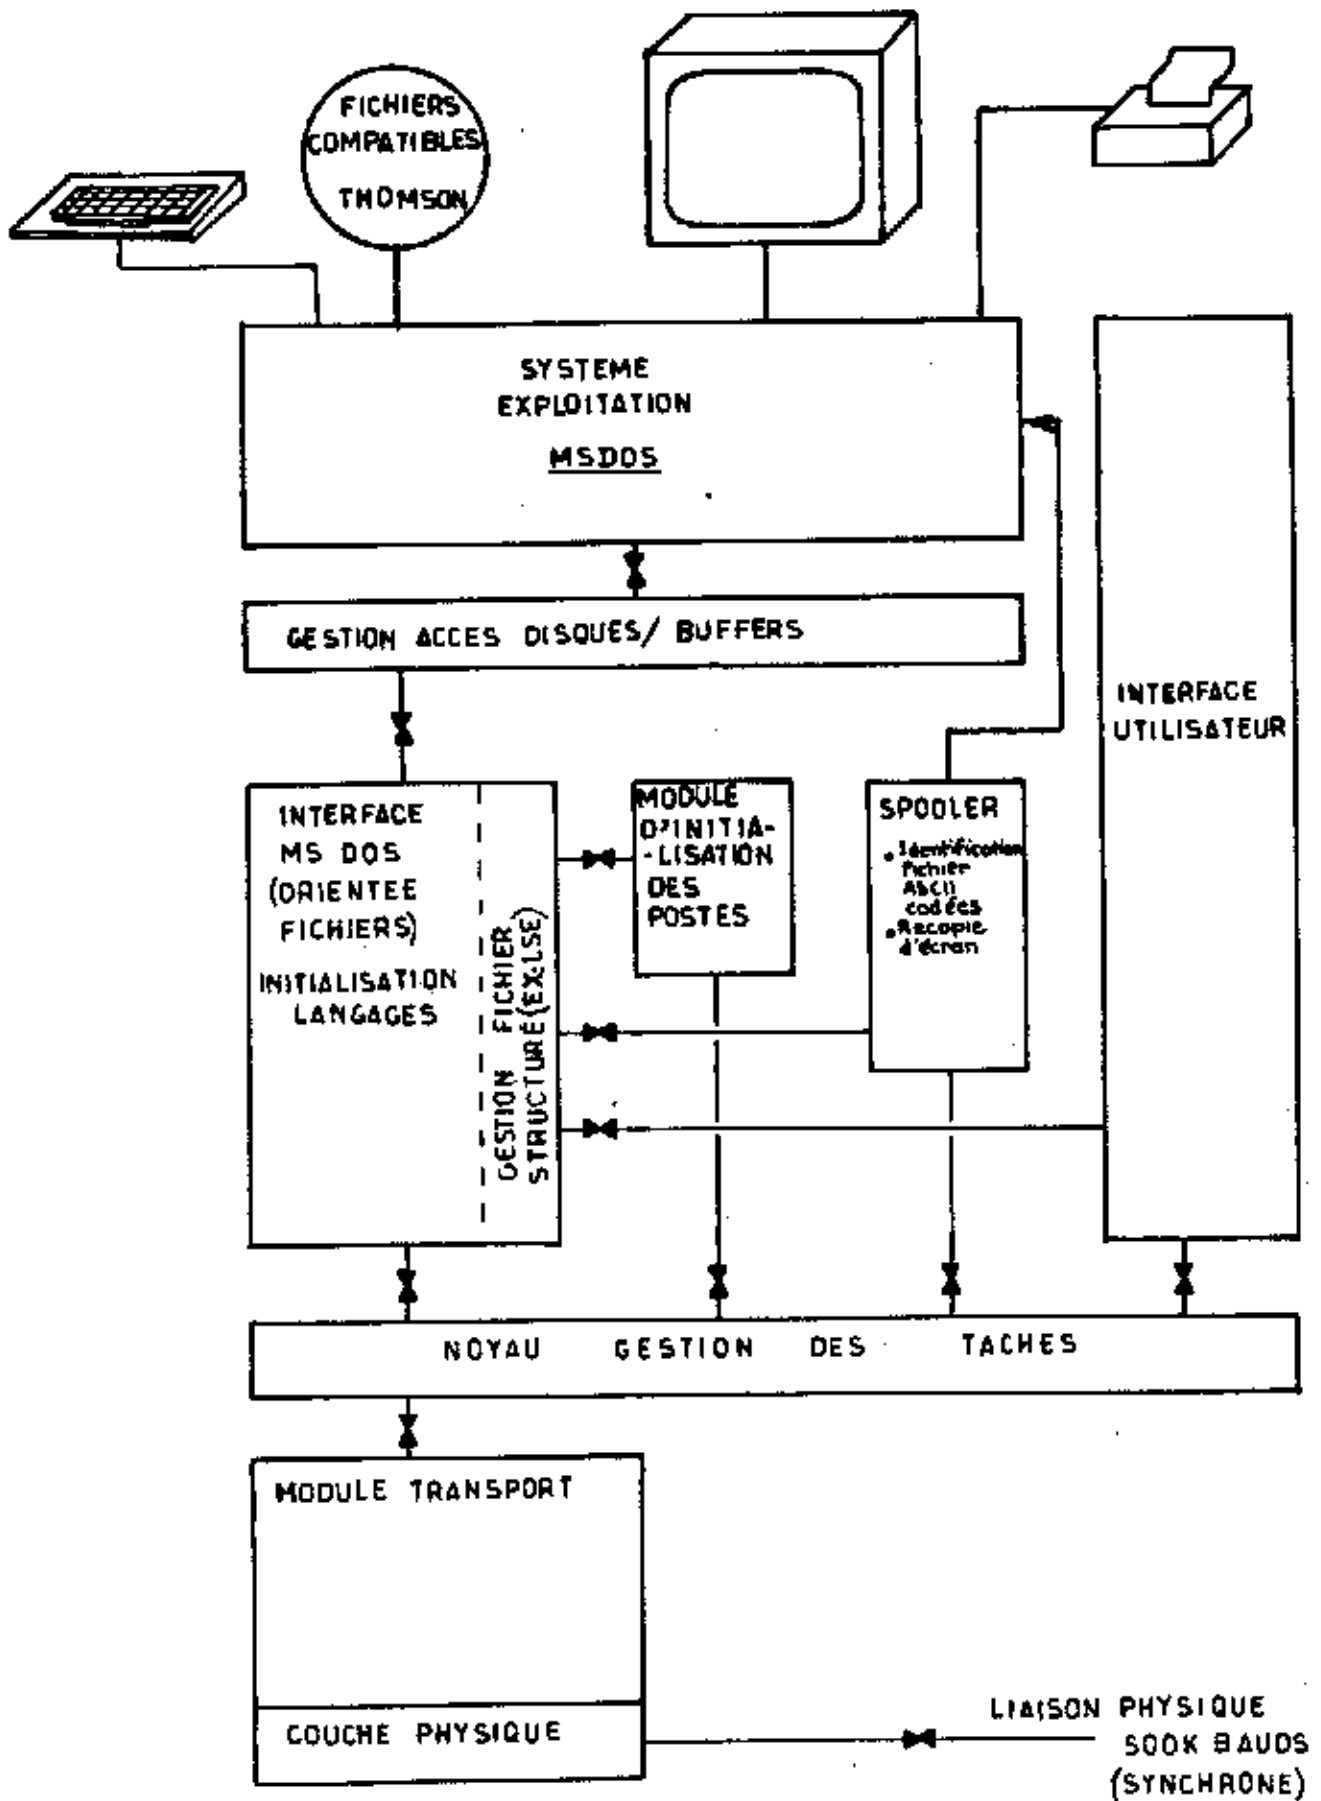 FICHIERS
COMPATIBLES
THOMSON
SYSTEME
EXPLOITATION
MSDOS
GESTION ACCES DISQUES/ BUFFERS
INTERFACE
UTILISATEUR
INTERFACE
MS DOS
(ORIENTEE
FICHIERS)
INITIALISATION
LANGAGES
GESTION FICHIER
STRUCTURÉ(EX:LSE)
MODULE
D'INITIA-
-LISATION
DES
POSTES
SPOOLER
• Identification
fichier
ASCII
codées
• Recopie
d'écran
NOYAU GESTION DES TACHES
MODULE TRANSPORT
COUCHE PHYSIQUE
LIAISON PHYSIQUE
500K BAUDS
(SYNCHRONE)